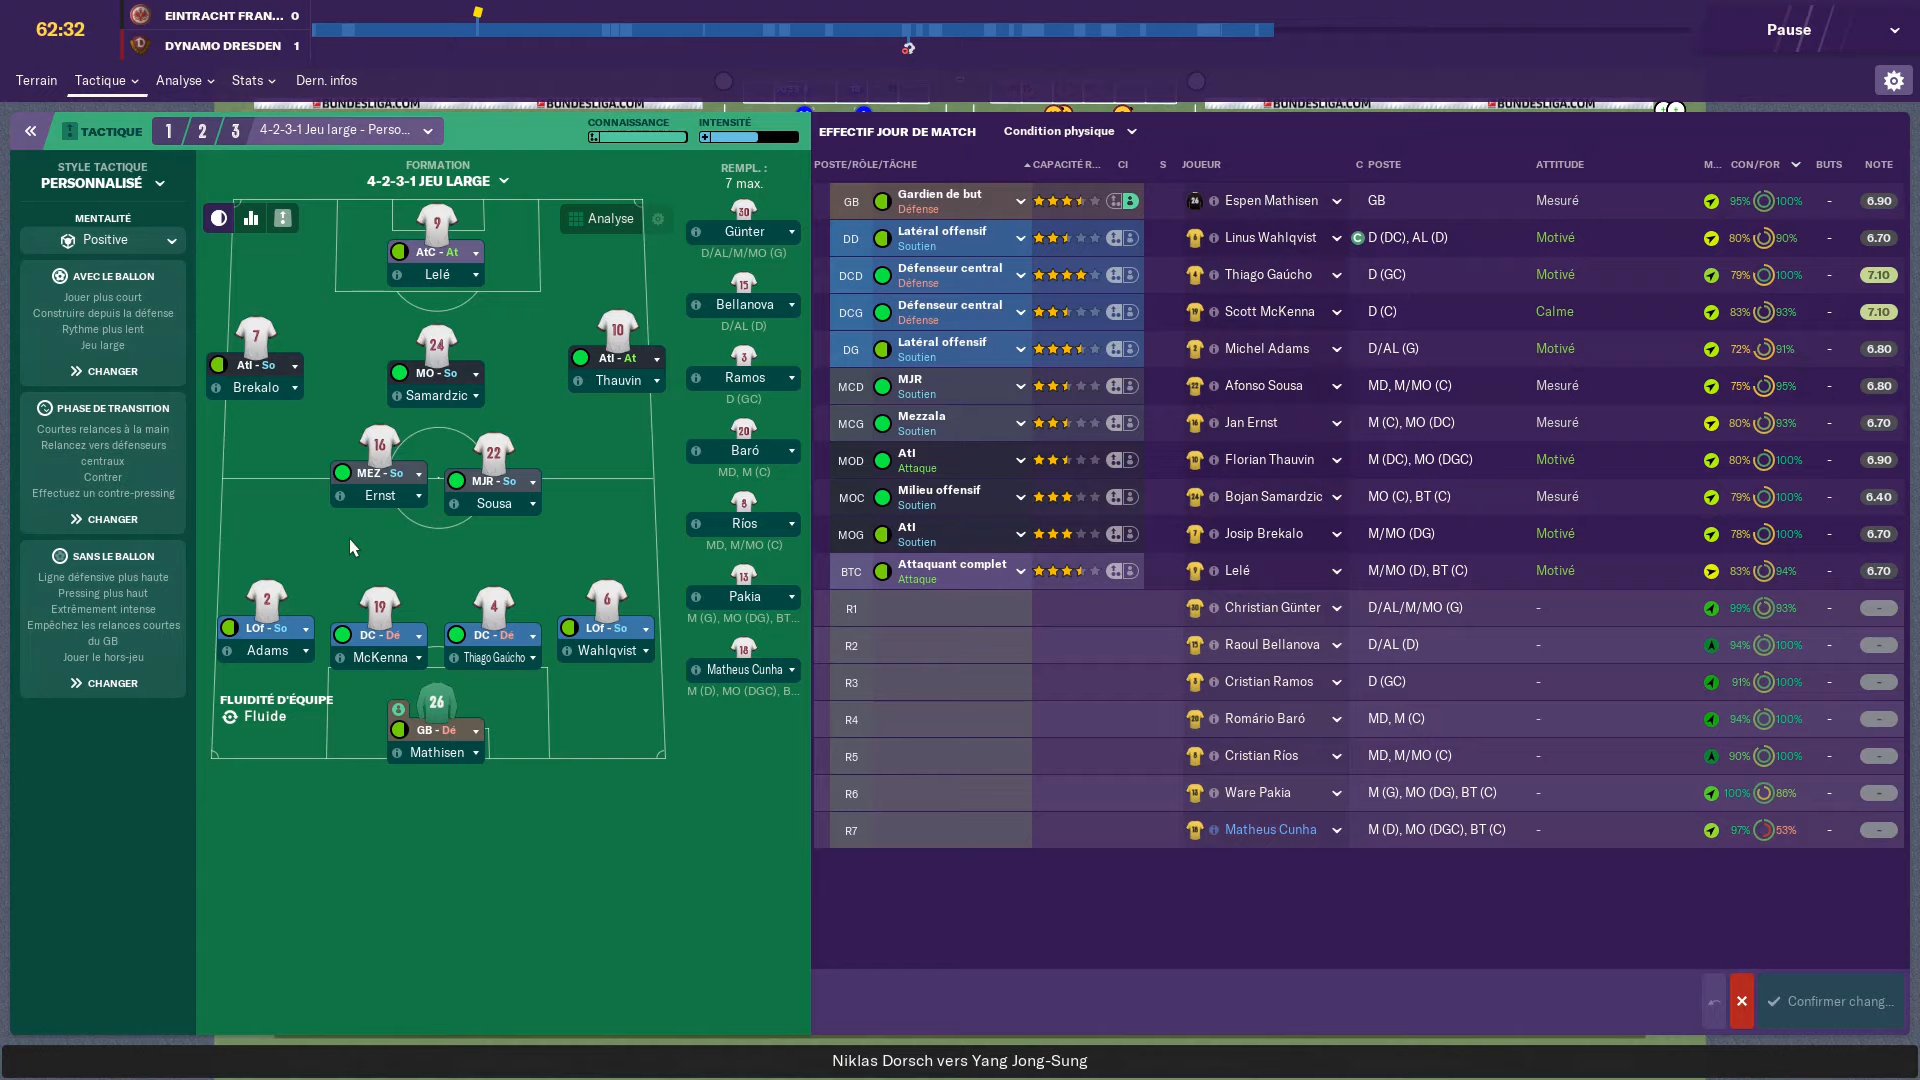 62:32
EINTRACHT FRAN... 0
DYNAMO DRESDEN 1
Pause
Terrain Tactique Analyse Stats Dern. infos
BUNDESLIGA.COM BUNDESLIGA.COM BUNDESLIGA.COM BUNDESLIGA.COM
TACTIQUE 1 2 3 4-2-3-1 Jeu large - Perso...
CONNAISSANCE INTENSITÉ
STYLE TACTIQUE
PERSONNALISÉ
MENTALITÉ
Positive
AVEC LE BALLON
Jouer plus court
Construire depuis la défense
Rythme plus lent
Jeu large
CHANGER
PHASE DE TRANSITION
Courtes relances à la main
Relancez vers défenseurs
centraux
Contrer
Effectuez un contre-pressing
CHANGER
SANS LE BALLON
Ligne défensive plus haute
Pressing plus haut
Extrêmement intense
Empêchez les relances courtes
du GB
Jouer le hors-jeu
CHANGER
FORMATION
4-2-3-1 JEU LARGE
Analyse
9
AtC - At
Lelé
7
Atl - So
Brekalo
24
MO - So
Samardzic
10
Atl - At
Thauvin
16
MEZ - So
Ernst
22
MJR - So
Sousa
2
LOf - So
Adams
19
DC - Dé
McKenna
4
DC - Dé
Thiago Gaúcho
6
LOf - So
Wahlqvist
FLUIDITÉ D'ÉQUIPE
Fluide
26
GB - Dé
Mathisen
REMPL. :
7 max.
30
Günter
D/AL/M/MO (G)
15
Bellanova
D/AL (D)
3
Ramos
D (GC)
20
Baró
MD, M (C)
8
Ríos
MD, M/MO (C)
13
Pakia
M (G), MO (DG), BT...
18
Matheus Cunha
M (D), MO (DGC), B...
EFFECTIF JOUR DE MATCH Condition physique
POSTE/RÔLE/TÂCHE CAPACITÉ R... CI S JOUEUR C POSTE ATTITUDE M... CON/FOR BUTS NOTE
GB Gardien de but Défense Espen Mathisen GB Mesuré 95% 100% - 6.90
DD Latéral offensif Soutien Linus Wahlqvist C D (DC), AL (D) Motivé 80% 90% - 6.70
DCD Défenseur central Défense Thiago Gaúcho D (GC) Motivé 79% 100% - 7.10
DCG Défenseur central Défense Scott McKenna D (C) Calme 83% 93% - 7.10
DG Latéral offensif Soutien Michel Adams D/AL (G) Motivé 72% 91% - 6.80
MCD MJR Soutien Afonso Sousa MD, M/MO (C) Mesuré 75% 95% - 6.80
MCG Mezzala Soutien Jan Ernst M (C), MO (DC) Mesuré 80% 93% - 6.70
MOD Atl Attaque Florian Thauvin M (DC), MO (DGC) Motivé 80% 100% - 6.90
MOC Milieu offensif Soutien Bojan Samardzic MO (C), BT (C) Mesuré 79% 100% - 6.40
MOG Atl Soutien Josip Brekalo M/MO (DG) Motivé 78% 100% - 6.70
BTC Attaquant complet Attaque Lelé M/MO (D), BT (C) Motivé 83% 94% - 6.70
R1 Christian Günter D/AL/M/MO (G) - 99% 93% - -
R2 Raoul Bellanova D/AL (D) - 94% 100% - -
R3 Cristian Ramos D (GC) - 91% 100% - -
R4 Romário Baró MD, M (C) - 94% 100% - -
R5 Cristian Ríos MD, M/MO (C) - 90% 100% - -
R6 Ware Pakia M (G), MO (DG), BT (C) - 100% 86% - -
R7 Matheus Cunha M (D), MO (DGC), BT (C) - 97% 53% - -
Confirmer chang...
Niklas Dorsch vers Yang Jong-Sung